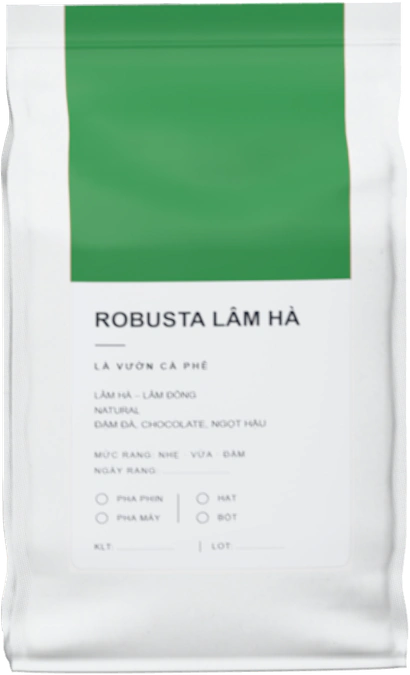 ROBUSTA LÂM HÀ
LÀ VƯỜN CÀ PHÊ
LÂM HÀ – LÂM ĐỒNG
NATURAL
ĐẬM ĐÀ, CHOCOLATE, NGỌT HẬU
MỨC RANG: NHẸ · VỪA · ĐẬM
NGÀY RANG:
PHA PHIN | HẠT
PHA MÁY | BỘT
KLT: | LOT: